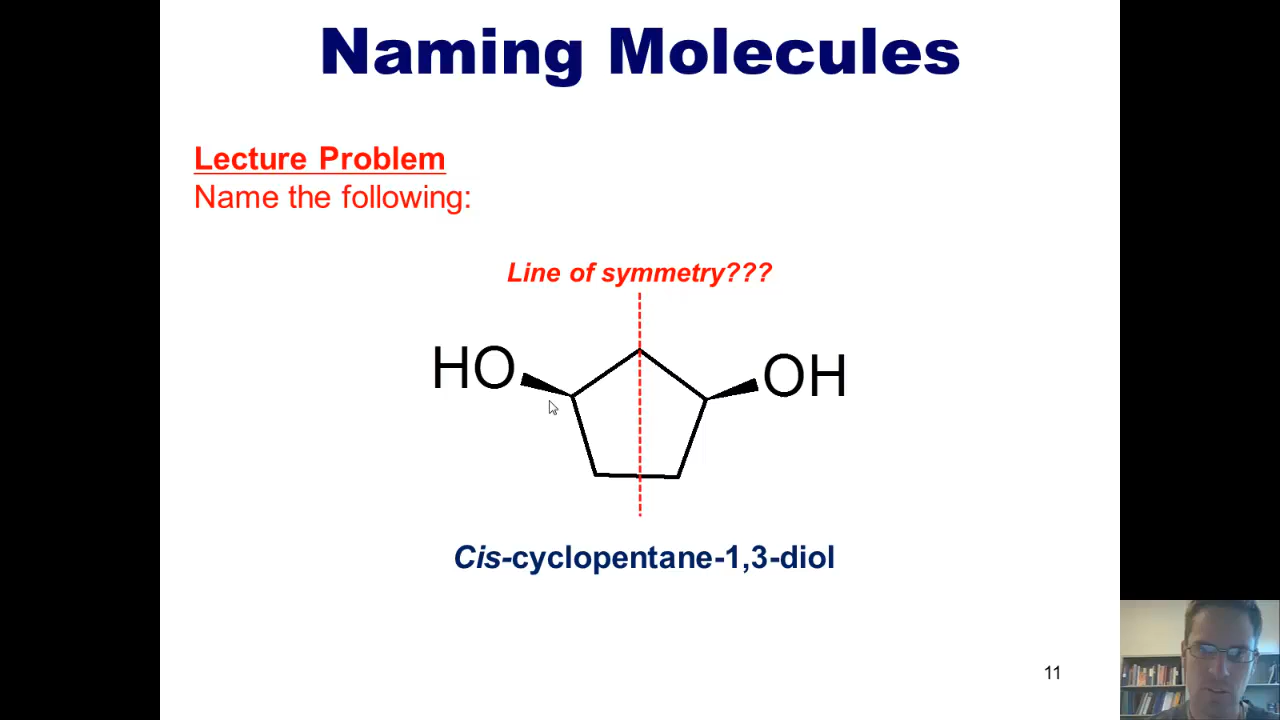 Naming Molecules
Lecture Problem
Name the following:
Line of symmetry???
HO
OH
Cis-cyclopentane-1,3-diol
11